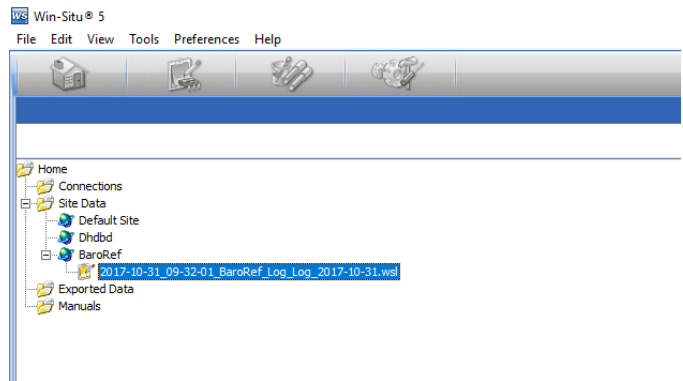 WS Win-Situ® 5
File Edit View Tools Preferences Help
Home
Connections
Site Data
Default Site
Dhdbd
BaroRef
2017-10-31_09-32-01_BaroRef_Log_Log_2017-10-31.wsl
Exported Data
Manuals